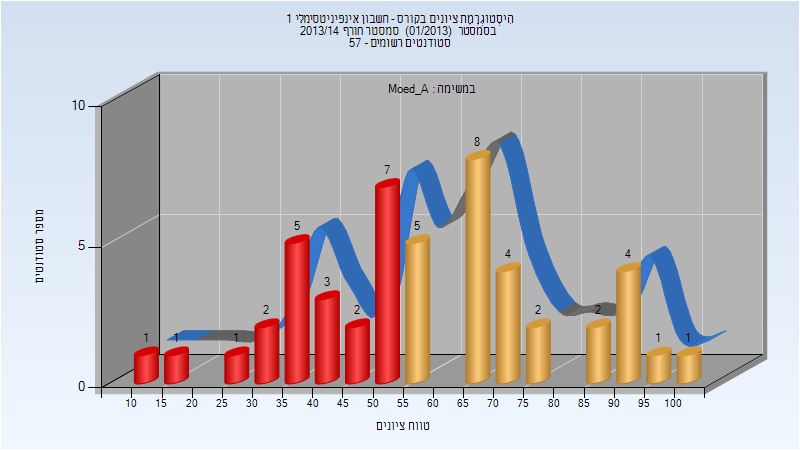 היסטוגרמת ציונים בקורס - חשבון אינפיניטסימלי 1
בסמסטר (01/2013) סמסטר חורף 2013/14
סטודנטים רשומים - 57
במשימה : Moed_A
מספר סטודנטים
10
5
0
1 1 1 2 5 3 2 7 5 8 4 2 2 4 1 1
10 15 20 25 30 35 40 45 50 55 60 65 70 75 80 85 90 95 100
טווח ציונים